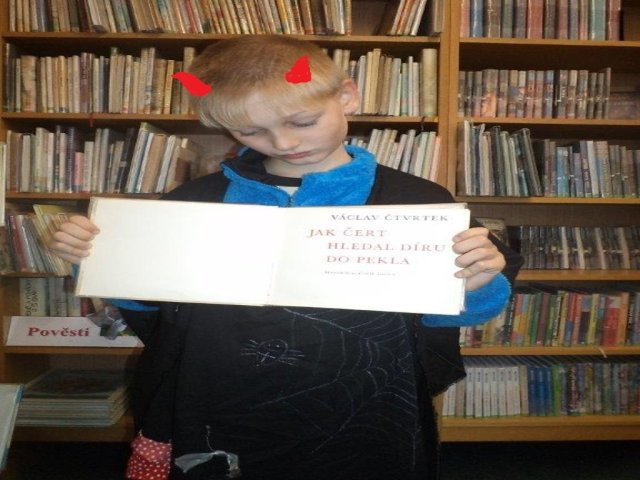 VÁCLAV ČTVRTEK
JAK ČERT
HLEDAL DÍRU
DO PEKLA
Pověsti